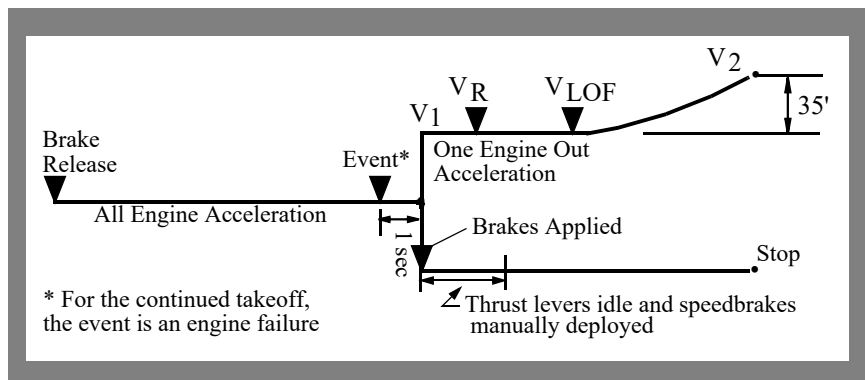 V2
VR
VLOF
V1
35'
Brake
Release
Event*
One Engine Out
Acceleration
All Engine Acceleration
1 sec
Brakes Applied
Stop
* For the continued takeoff,
the event is an engine failure
Thrust levers idle and speedbrakes
manually deployed